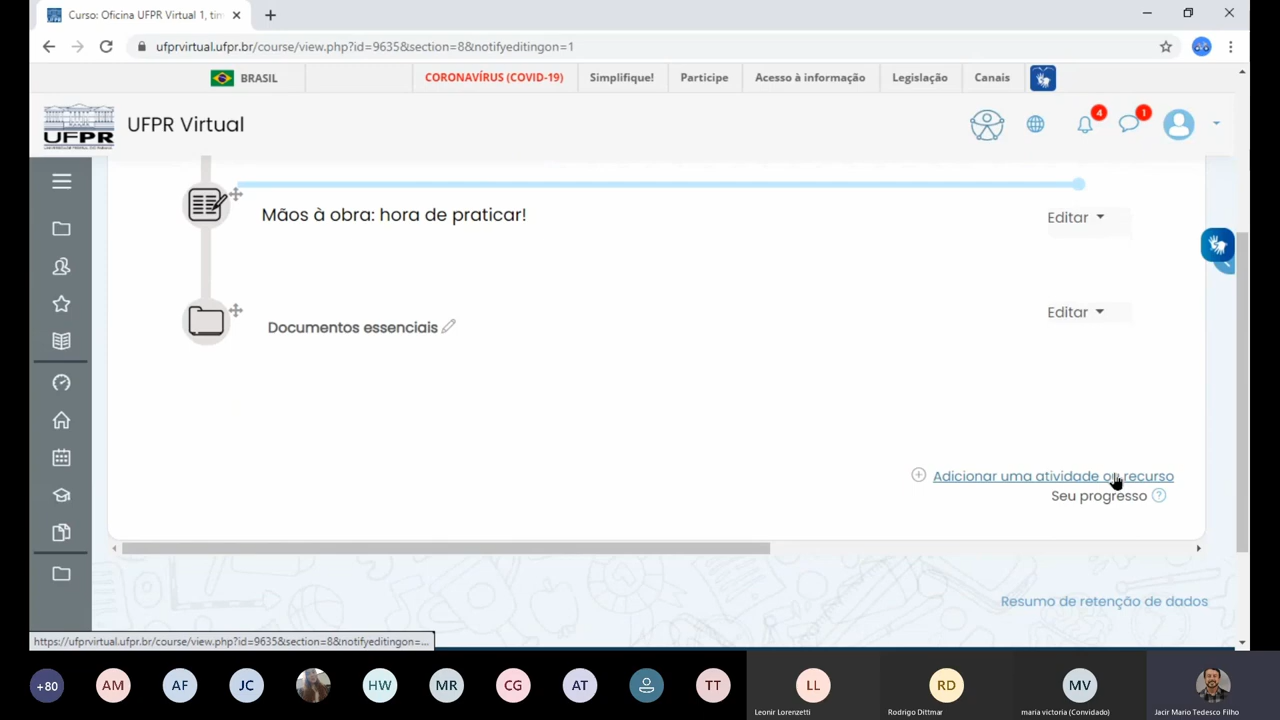 Curso: Oficina UFPR Virtual 1, tim
ufprvirtual.ufpr.br/course/view.php?id=9635&section=8&notifyeditingon=1
BRASIL
CORONAVÍRUS (COVID-19)
Simplifique!
Participe
Acesso à informação
Legislação
Canais
UFPR
UFPR Virtual
4
1
Mãos à obra: hora de praticar!
Editar
Documentos essenciais
Editar
Adicionar uma atividade ou recurso
Seu progresso
Resumo de retenção de dados
https://ufprvirtual.ufpr.br/course/view.php?id=9635&section=8&notifyeditingon=...
+80
AM
AF
JC
HW
MR
CG
AT
TT
LL
RD
MV
Leonir Lorenzetti
Rodrigo Dittmar
maria victoria (Convidado)
Jacir Mario Tedesco Filho